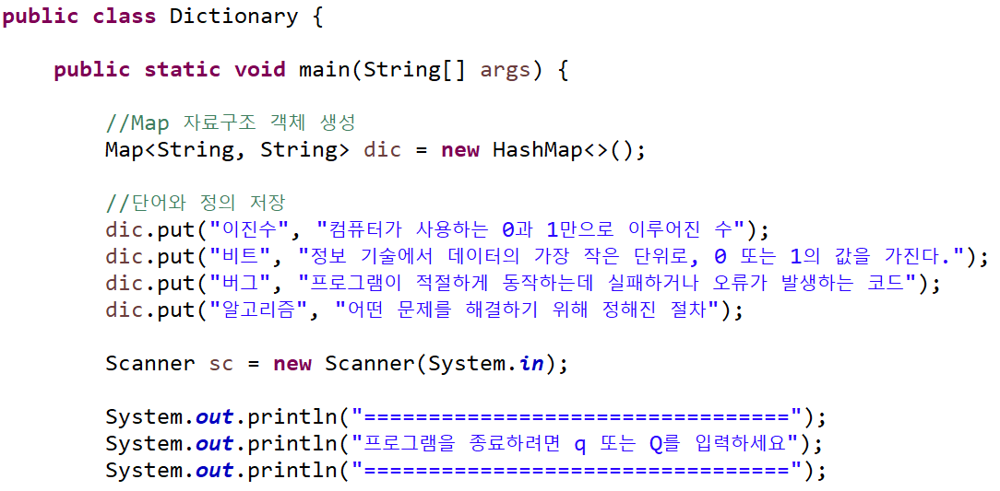 public class Dictionary {
public static void main(String[] args) {
//Map 자료구조 객체 생성
Map<String, String> dic = new HashMap<>();
//단어와 정의 저장
dic.put("이진수", "컴퓨터가 사용하는 0과 1만으로 이루어진 수");
dic.put("비트", "정보 기술에서 데이터의 가장 작은 단위로, 0 또는 1의 값을 가진다.");
dic.put("버그", "프로그램이 적절하게 동작하는데 실패하거나 오류가 발생하는 코드");
dic.put("알고리즘", "어떤 문제를 해결하기 위해 정해진 절차");
Scanner sc = new Scanner(System.in);
System.out.println("=================================");
System.out.println("프로그램을 종료하려면 q 또는 Q를 입력하세요");
System.out.println("=================================");